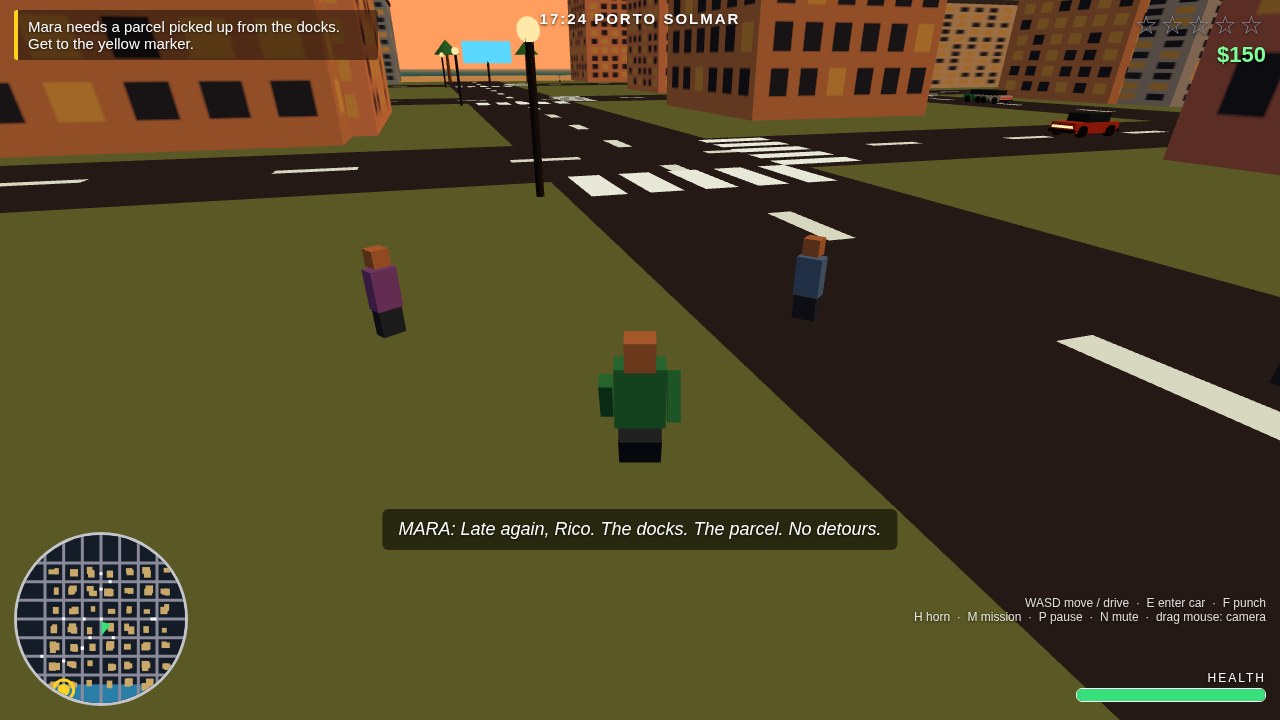 Mara needs a parcel picked up from the docks.
Get to the yellow marker.
17:24 PORTO SOLMAR
$150
MARA: Late again, Rico. The docks. The parcel. No detours.
WASD move / drive · E enter car · F punch
H horn · M mission · P pause · N mute · drag mouse: camera
HEALTH